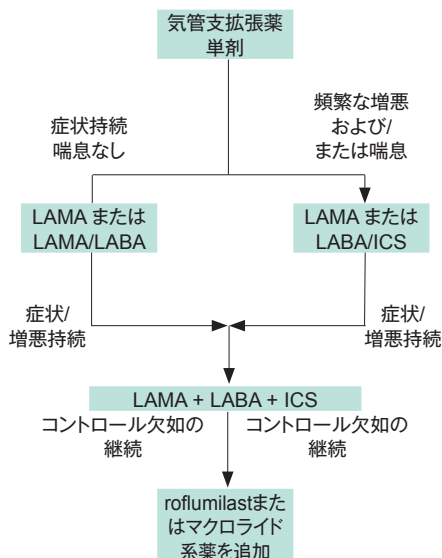 気管支拡張薬
単剤
症状持続
喘息なし
頻繁な増悪
および/
または喘息
LAMA または
LAMA/LABA
LAMA または
LABA/ICS
症状/
増悪持続
症状/
増悪持続
LAMA + LABA + ICS
コントロール欠如の
継続
コントロール欠如の
継続
roflumilastまた
はマクロライド
系薬を追加